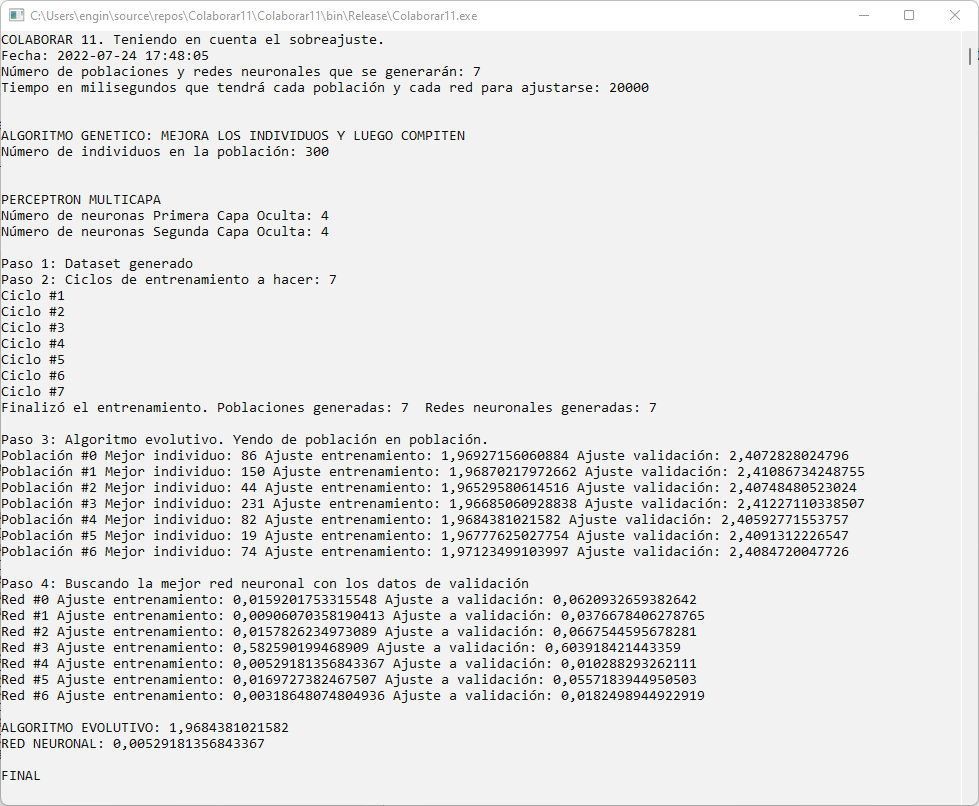 C:\Users\engin\source\repos\Colaborar11\Colaborar11\bin\Release\Colaborar11.exe
COLABORAR 11. Teniendo en cuenta el sobreajuste.
Fecha: 2022-07-24 17:48:05
Número de poblaciones y redes neuronales que se generarán: 7
Tiempo en milisegundos que tendrá cada población y cada red para ajustarse: 20000
ALGORITMO GENETICO: MEJORA LOS INDIVIDUOS Y LUEGO COMPITEN
Número de individuos en la población: 300
PERCEPTRON MULTICAPA
Número de neuronas Primera Capa Oculta: 4
Número de neuronas Segunda Capa Oculta: 4
Paso 1: Dataset generado
Paso 2: Ciclos de entrenamiento a hacer: 7
Ciclo #1
Ciclo #2
Ciclo #3
Ciclo #4
Ciclo #5
Ciclo #6
Ciclo #7
Finalizó el entrenamiento. Poblaciones generadas: 7  Redes neuronales generadas: 7
Paso 3: Algoritmo evolutivo. Yendo de población en población.
Población #0 Mejor individuo: 86 Ajuste entrenamiento: 1,96927156060884 Ajuste validación: 2,4072828024796
Población #1 Mejor individuo: 150 Ajuste entrenamiento: 1,96870217972662 Ajuste validación: 2,41086734248755
Población #2 Mejor individuo: 44 Ajuste entrenamiento: 1,96529580614516 Ajuste validación: 2,40748480523024
Población #3 Mejor individuo: 231 Ajuste entrenamiento: 1,96685060928838 Ajuste validación: 2,41227110338507
Población #4 Mejor individuo: 82 Ajuste entrenamiento: 1,9684381021582 Ajuste validación: 2,40592771553757
Población #5 Mejor individuo: 19 Ajuste entrenamiento: 1,96777625027754 Ajuste validación: 2,4091312226547
Población #6 Mejor individuo: 74 Ajuste entrenamiento: 1,97123499103997 Ajuste validación: 2,4084720047726
Paso 4: Buscando la mejor red neuronal con los datos de validación
Red #0 Ajuste entrenamiento: 0,0159201753315548 Ajuste a validación: 0,0620932659382642
Red #1 Ajuste entrenamiento: 0,00906070358190413 Ajuste a validación: 0,0376678406278765
Red #2 Ajuste entrenamiento: 0,0157826234973089 Ajuste a validación: 0,0667544595678281
Red #3 Ajuste entrenamiento: 0,582590199468909 Ajuste a validación: 0,603918421443359
Red #4 Ajuste entrenamiento: 0,00529181356843367 Ajuste a validación: 0,010288293262111
Red #5 Ajuste entrenamiento: 0,0169727382467507 Ajuste a validación: 0,0557183944950503
Red #6 Ajuste entrenamiento: 0,00318648074804936 Ajuste a validación: 0,0182498944922919
ALGORITMO EVOLUTIVO: 1,9684381021582
RED NEURONAL: 0,00529181356843367
FINAL